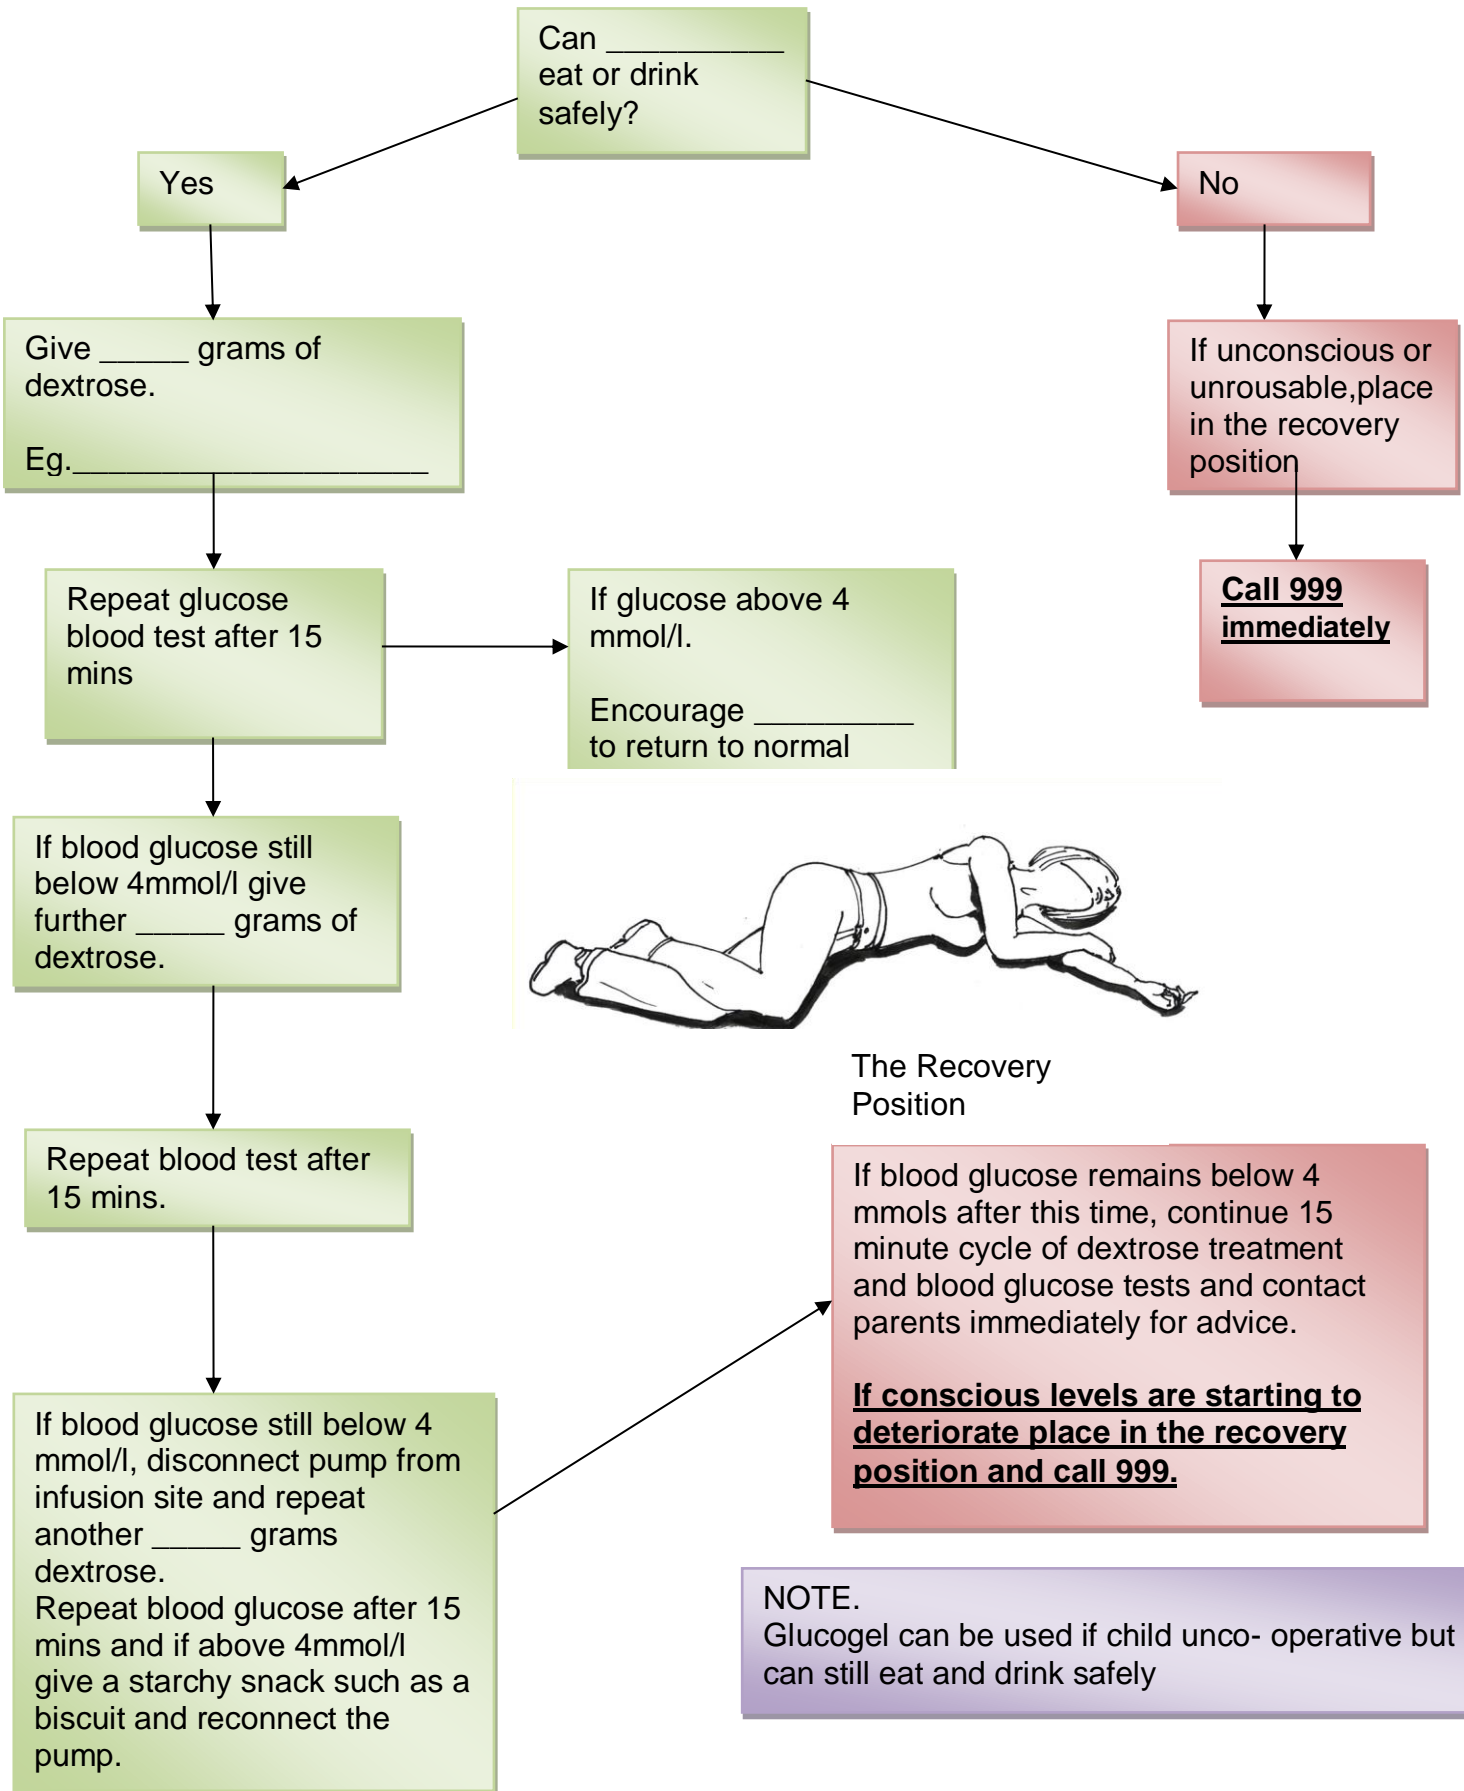 Can __________
eat or drink
safely?
Yes
No
Give _____ grams of
dextrose.
Eg.____________________
If unconscious or
unrousable,place
in the recovery
position
Repeat glucose
blood test after 15
mins
If glucose above 4
mmol/l.
Encourage _________
to return to normal
Call 999
immediately
If blood glucose still
below 4mmol/l give
further _____ grams of
dextrose.
The Recovery
Position
Repeat blood test after
15 mins.
If blood glucose remains below 4
mmols after this time, continue 15
minute cycle of dextrose treatment
and blood glucose tests and contact
parents immediately for advice.
If conscious levels are starting to
deteriorate place in the recovery
position and call 999.
If blood glucose still below 4
mmol/l, disconnect pump from
infusion site and repeat
another _____ grams
dextrose.
Repeat blood glucose after 15
mins and if above 4mmol/l
give a starchy snack such as a
biscuit and reconnect the
pump.
NOTE.
Glucogel can be used if child unco- operative but
can still eat and drink safely